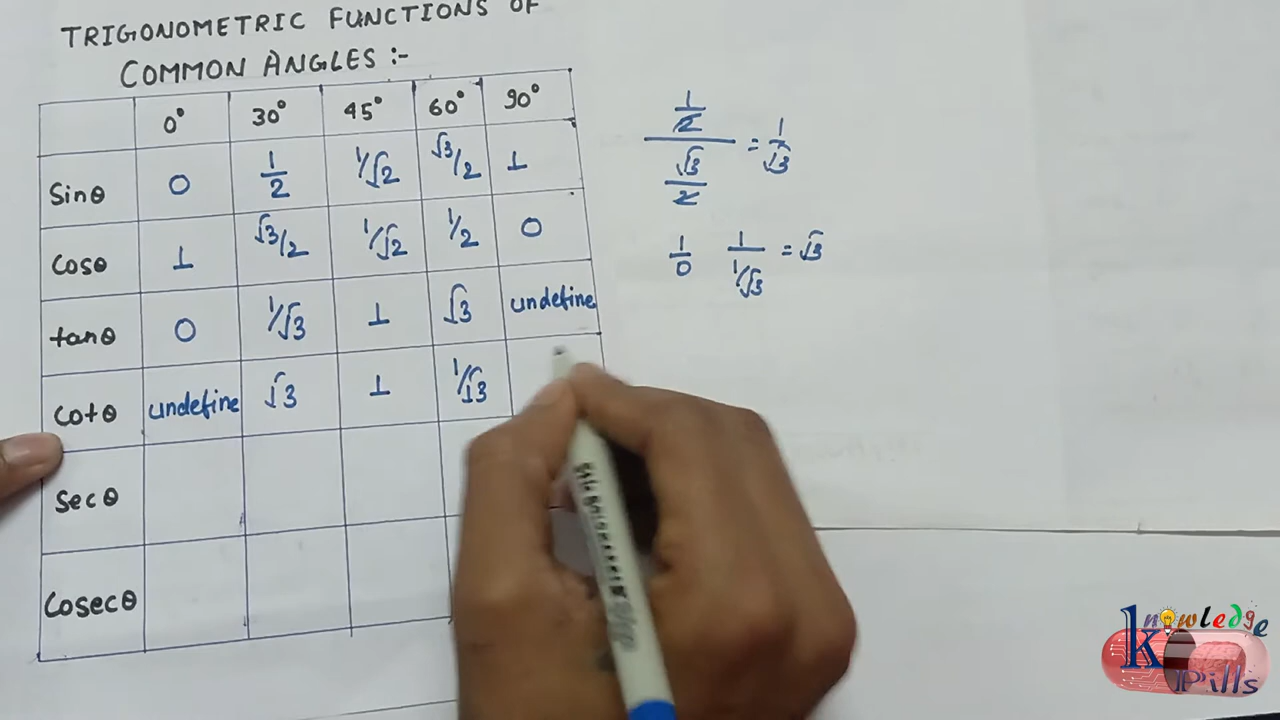 TRIGONOMETRIC FUNCTIONS OF
COMMON ANGLES :-
0° 30° 45° 60° 90°
Sinθ 0 1/2 1/√2 √3/2 1
Cosθ 1 √3/2 1/√2 1/2 0
tanθ 0 1/√3 1 √3 undefine
Cotθ undefine √3 1 1/√3
Secθ
Cosecθ
1/2 / √3/2 = 1/√3
1/0 1/1/√3 = √3
Knowledge
Pills